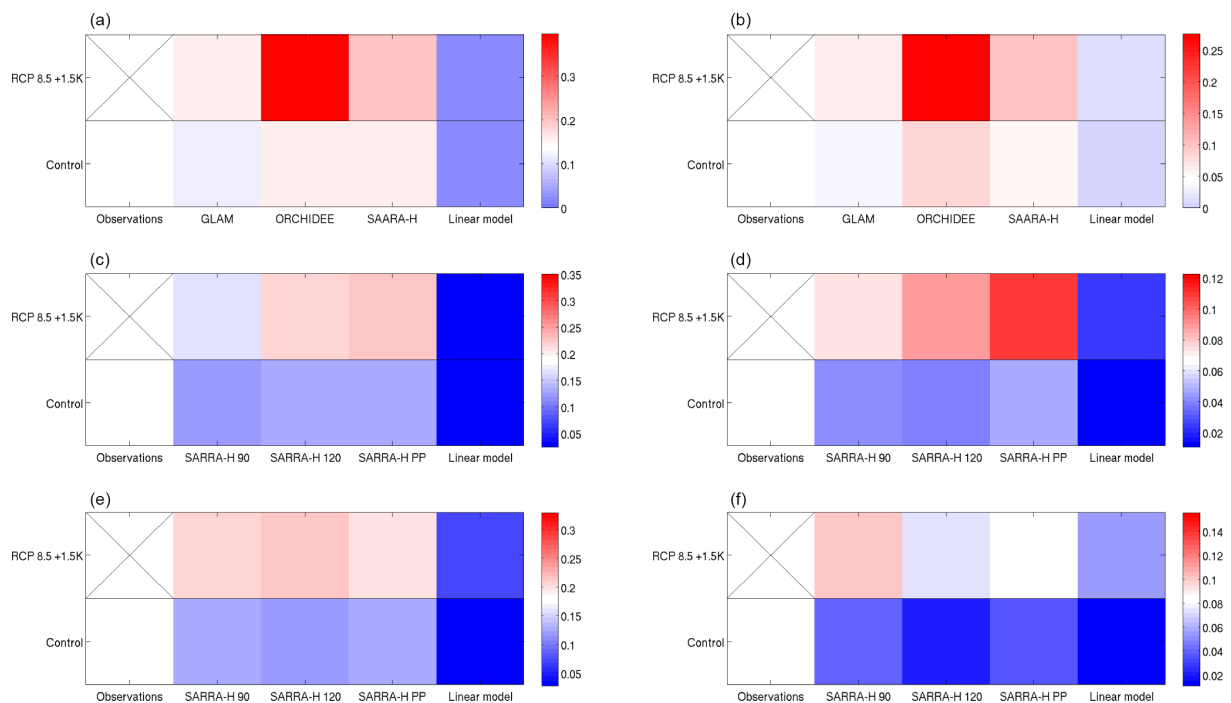 (a)
RCP 8.5 +1.5K
Control
Observations GLAM ORCHIDEE SAARA-H Linear model
0.3
0.2
0.1
0
(b)
RCP 8.5 +1.5K
Control
Observations GLAM ORCHIDEE SAARA-H Linear model
0.25
0.2
0.15
0.1
0.05
0
(c)
RCP 8.5 +1.5K
Control
Observations SARRA-H 90 SARRA-H 120 SARRA-H PP Linear model
0.35
0.3
0.25
0.2
0.15
0.1
0.05
(d)
RCP 8.5 +1.5K
Control
Observations SARRA-H 90 SARRA-H 120 SARRA-H PP Linear model
0.12
0.1
0.08
0.06
0.04
0.02
(e)
RCP 8.5 +1.5K
Control
Observations SARRA-H 90 SARRA-H 120 SARRA-H PP Linear model
0.3
0.25
0.2
0.15
0.1
0.05
(f)
RCP 8.5 +1.5K
Control
Observations SARRA-H 90 SARRA-H 120 SARRA-H PP Linear model
0.14
0.12
0.1
0.08
0.06
0.04
0.02